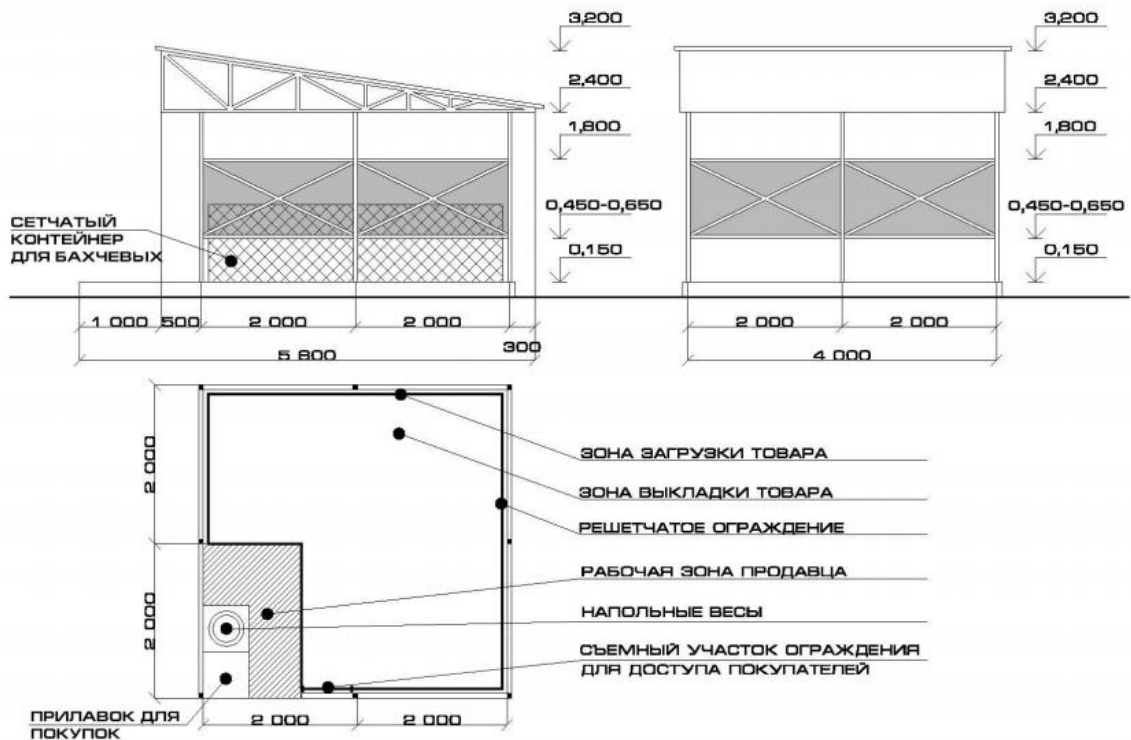 3,200
2,400
1,800
0,450-0,650
0,150
3,200
2,400
1,800
0,450-0,650
0,150
СЕТЧАТЫЙ
КОНТЕЙНЕР
ДЛЯ БАХЧЕВЫХ
1 000
500
2 000
2 000
300
5 800
2 000
2 000
4 000
2 000
2 000
ЗОНА ЗАГРУЗКИ ТОВАРА
ЗОНА ВЫКЛАДКИ ТОВАРА
РЕШЕТЧАТОЕ ОГРАЖДЕНИЕ
РАБОЧАЯ ЗОНА ПРОДАВЦА
НАПОЛЬНЫЕ ВЕСЫ
СЪЕМНЫЙ УЧАСТОК ОГРАЖДЕНИЯ
ДЛЯ ДОСТУПА ПОКУПАТЕЛЕЙ
ПРИЛАВОК ДЛЯ
ПОКУПОК
2 000
2 000